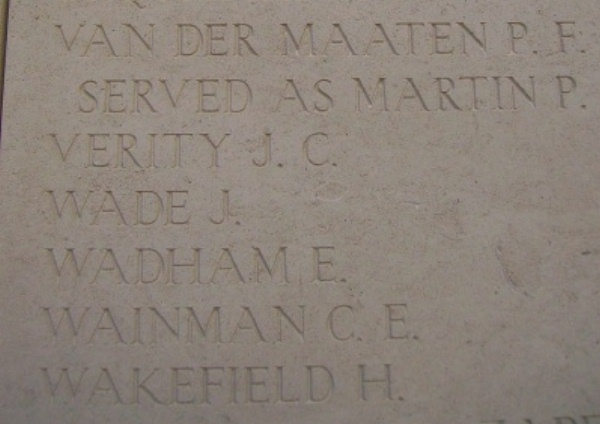 VAN DER MAATEN P. F.
SERVED AS MARTIN P.
VERITY J. C.
WADE J.
WADHAM E.
WAINMAN C. E.
WAKEFIELD H.